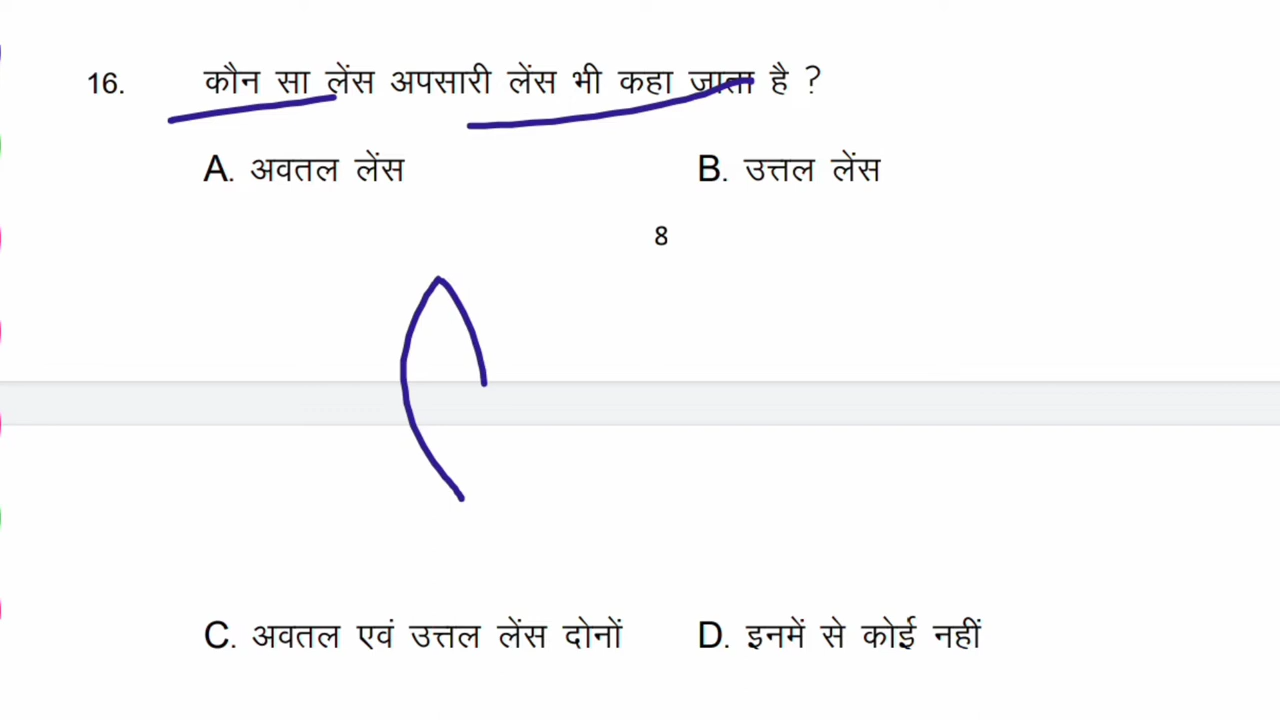 16. कौन सा लेंस अपसारी लेंस भी कहा जाता है ?
A. अवतल लेंस B. उत्तल लेंस
8
C. अवतल एवं उत्तल लेंस दोनों D. इनमें से कोई नहीं